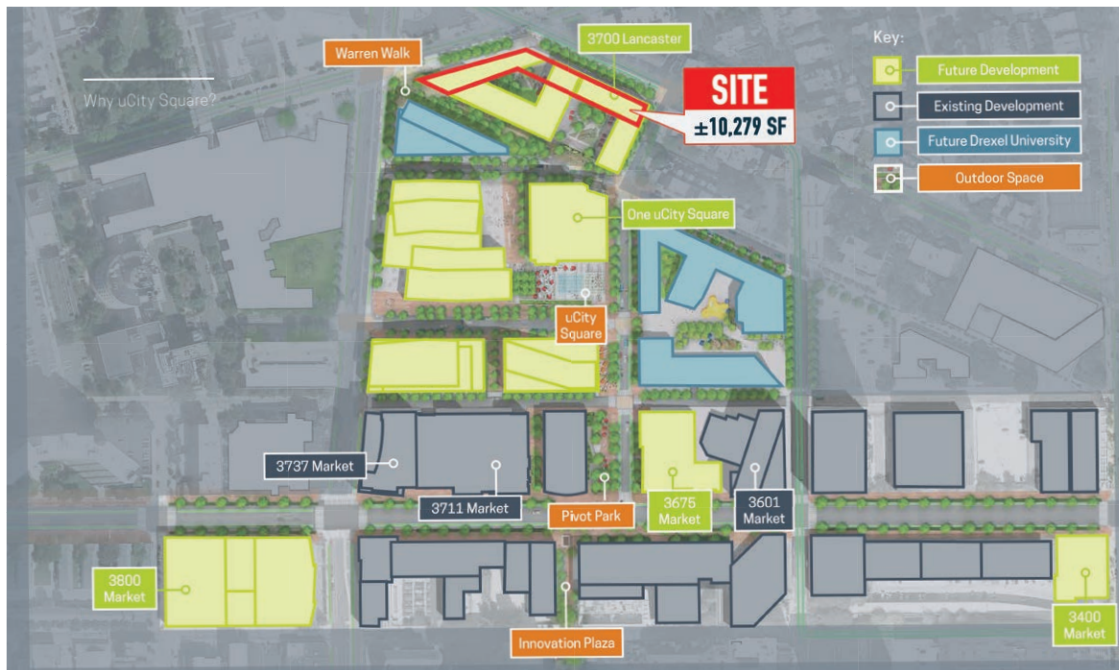 Why uCity Square?
Warren Walk
3700 Lancaster
SITE
±10,279 SF
Key:
Future Development
Existing Development
Future Drexel University
Outdoor Space
One uCity Square
uCity
Square
3737 Market
3711 Market
Pivot Park
3675
Market
3601
Market
3800
Market
Innovation Plaza
3400
Market